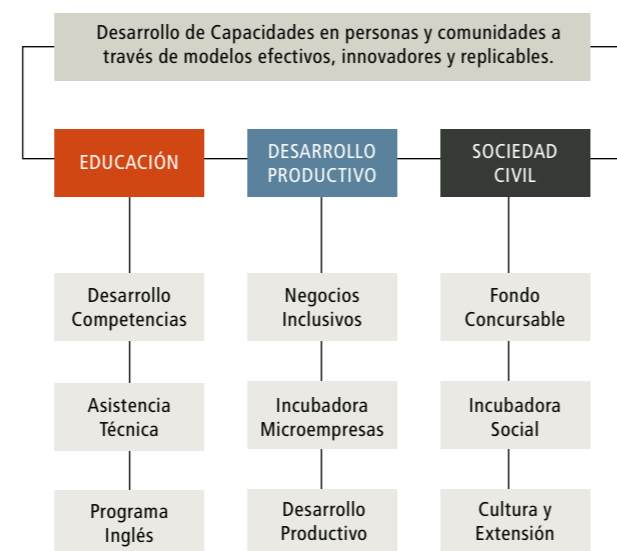 Desarrollo de Capacidades en personas y comunidades a
través de modelos efectivos, innovadores y replicables.
EDUCACIÓN
DESARROLLO
PRODUCTIVO
SOCIEDAD
CIVIL
Desarrollo
Competencias
Negocios
Inclusivos
Fondo
Concursable
Asistencia
Técnica
Incubadora
Microempresas
Incubadora
Social
Programa
Inglés
Desarrollo
Productivo
Cultura y
Extensión